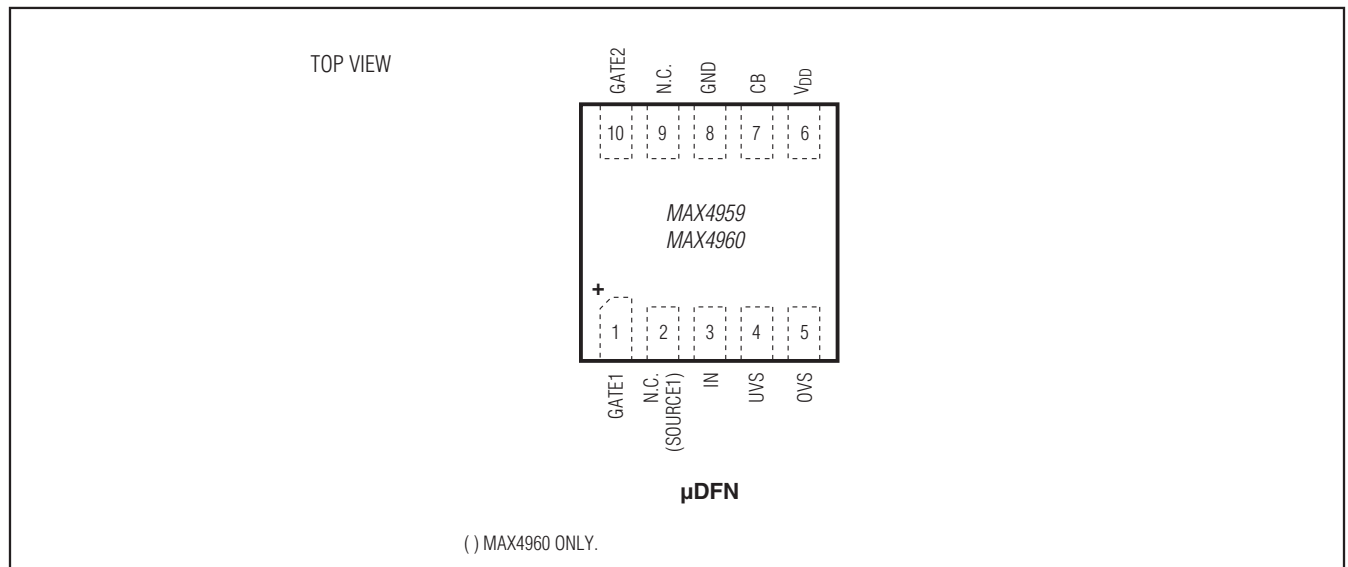 TOP VIEW
GATE2
N.C.
GND
CB
VDD
10
9
8
7
6
MAX4959
MAX4960
+
1
2
3
4
5
GATE1
N.C.
(SOURCE1)
IN
UVS
OVS
µDFN
( ) MAX4960 ONLY.